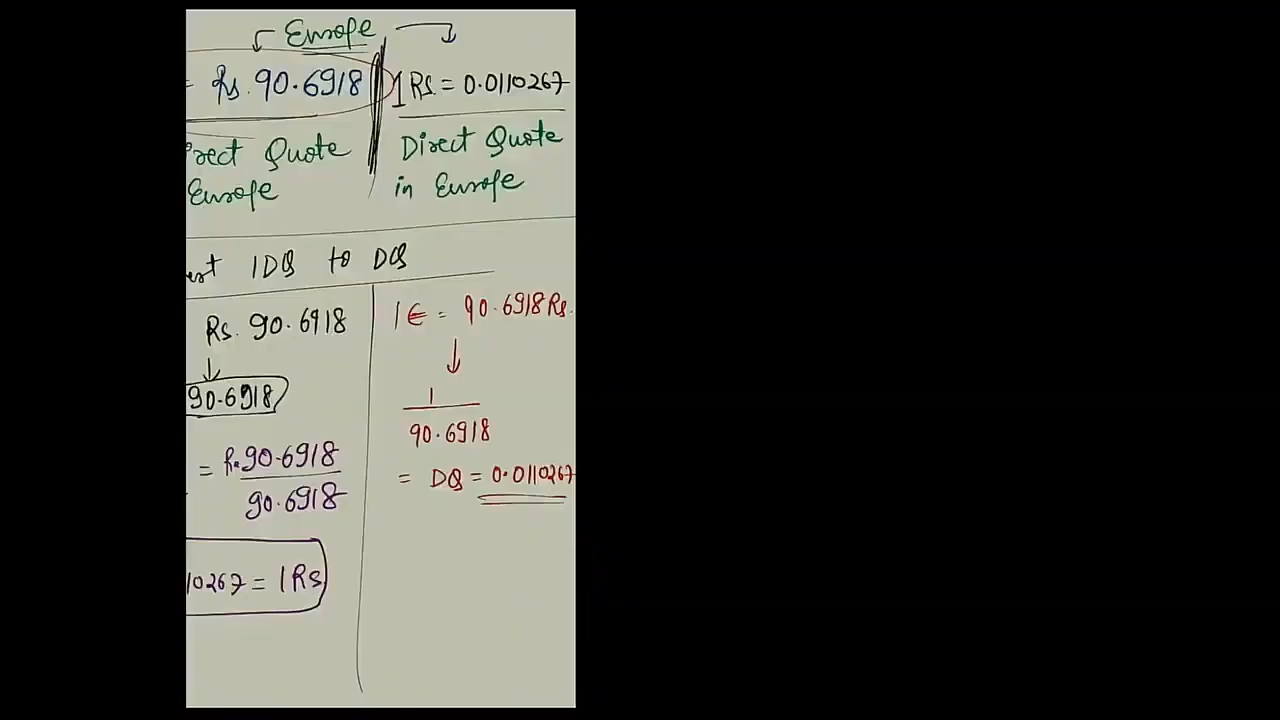 Europe
= Rs. 90.6918
1 Rs. = 0.0110267
rect Quote
Europe
Direct Quote
in Europe
IDQ to DQ
Rs. 90.6918
90.6918
= Rs. 90.6918
90.6918
10267 = 1 Rs
1 € = 90.6918 Rs.
1
90.6918
= DQ = 0.0110267